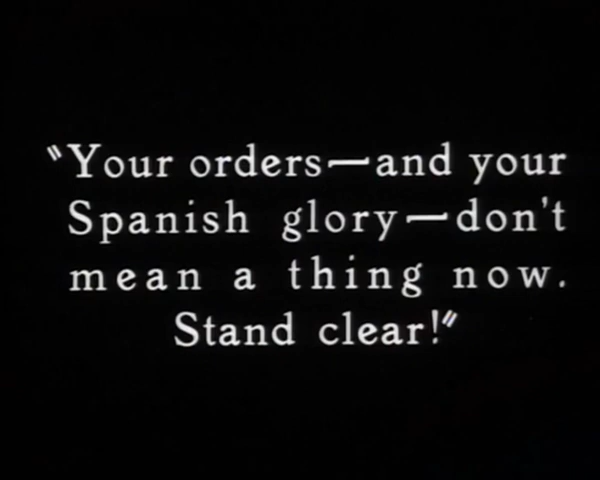 "Your orders—and your
Spanish glory—don't
mean a thing now.
Stand clear!"